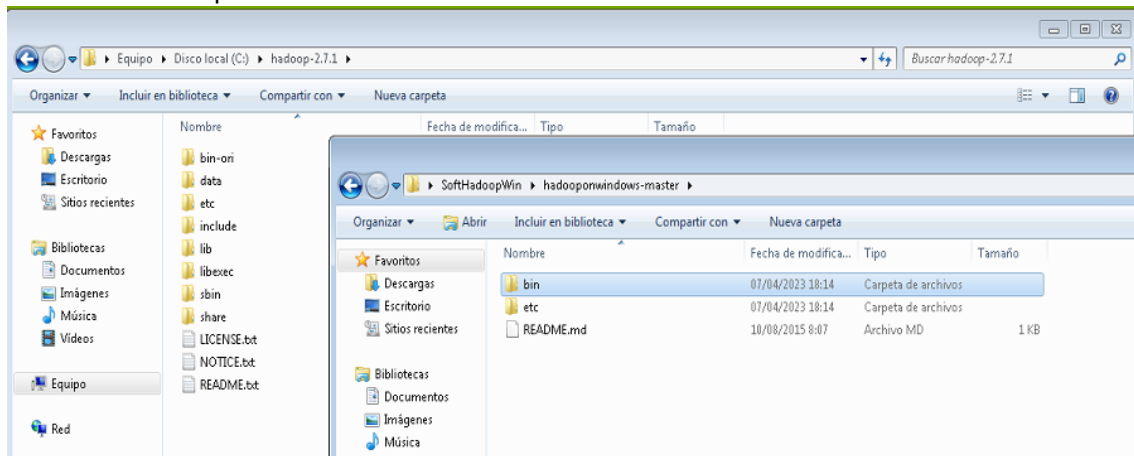 Equipo ▸ Disco local (C:) ▸ hadoop-2.7.1 ▸
Buscar hadoop-2.7.1
Organizar Incluir en biblioteca Compartir con Nueva carpeta
Nombre Fecha de modifica... Tipo Tamaño
Favoritos
Descargas
Escritorio
Sitios recientes
Bibliotecas
Documentos
Imágenes
Música
Vídeos
Equipo
Red
bin-ori
data
etc
include
lib
libexec
sbin
share
LICENSE.txt
NOTICE.txt
README.txt
SoftHadoopWin ▸ hadooponwindows-master ▸
Organizar Abrir Incluir en biblioteca Compartir con Nueva carpeta
Nombre Fecha de modifica... Tipo Tamaño
Favoritos
Descargas
Escritorio
Sitios recientes
Bibliotecas
Documentos
Imágenes
Música
bin 07/04/2023 18:14 Carpeta de archivos
etc 07/04/2023 18:14 Carpeta de archivos
README.md 10/08/2015 8:07 Archivo MD 1 KB